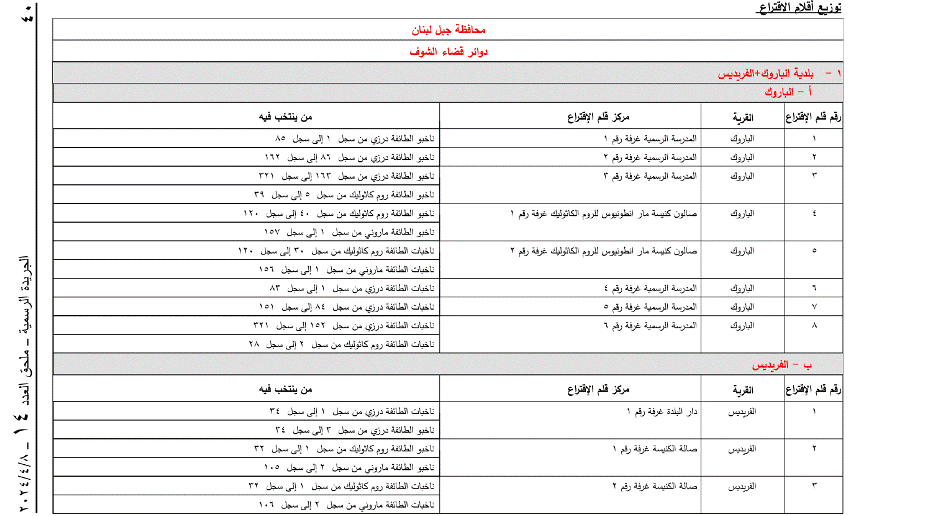 توزيع أقلام الاقتراع
٤٠
الجريدة الرسمية – ملحق العدد ١٤ – ٢٠٢٤/٤/٨
محافظة جبل لبنان
دوائر قضاء الشوف
١ - بلدية الباروك+الفريديس
أ - الباروك
رقم قلم الإقتراع القرية مركز قلم الإقتراع من ينتخب فيه
١ الباروك المدرسة الرسمية غرفة رقم ١ ناخبو الطائفة درزي من سجل ١ إلى سجل ٨٥
٢ الباروك المدرسة الرسمية غرفة رقم ٢ ناخبو الطائفة درزي من سجل ٨٦ إلى سجل ١٦٢
٣ الباروك المدرسة الرسمية غرفة رقم ٣ ناخبو الطائفة درزي من سجل ١٦٣ إلى سجل ٣٢١
ناخبو الطائفة روم كاثوليك من سجل ٥ إلى سجل ٣٩
٤ الباروك صالون كنيسة مار انطونيوس للروم الكاثوليك غرفة رقم ١ ناخبو الطائفة روم كاثوليك من سجل ٤٠ إلى سجل ١٢٠
ناخبو الطائفة ماروني من سجل ١ إلى سجل ١٥٧
٥ الباروك صالون كنيسة مار انطونيوس للروم الكاثوليك غرفة رقم ٢ ناخبات الطائفة روم كاثوليك من سجل ٣٠ إلى سجل ١٢٠
ناخبات الطائفة ماروني من سجل ١ إلى سجل ١٥٦
٦ الباروك المدرسة الرسمية غرفة رقم ٤ ناخبات الطائفة درزي من سجل ١ إلى سجل ٨٣
٧ الباروك المدرسة الرسمية غرفة رقم ٥ ناخبات الطائفة درزي من سجل ٨٤ إلى سجل ١٥١
٨ الباروك المدرسة الرسمية غرفة رقم ٦ ناخبات الطائفة درزي من سجل ١٥٢ إلى سجل ٣٢١
ناخبات الطائفة روم كاثوليك من سجل ٢ إلى سجل ٢٨
ب - الفريديس
رقم قلم الإقتراع القرية مركز قلم الإقتراع من ينتخب فيه
١ الفريديس دار البلدة غرفة رقم ١ ناخبات الطائفة درزي من سجل ١ إلى سجل ٣٤
ناخبو الطائفة درزي من سجل ٣ إلى سجل ٣٤
٢ الفريديس صالة الكنيسة غرفة رقم ١ ناخبو الطائفة روم كاثوليك من سجل ١ إلى سجل ٣٢
ناخبو الطائفة ماروني من سجل ٢ إلى سجل ١٠٥
٣ الفريديس صالة الكنيسة غرفة رقم ٢ ناخبات الطائفة روم كاثوليك من سجل ١ إلى سجل ٣٢
ناخبات الطائفة ماروني من سجل ٢ إلى سجل ١٠٦